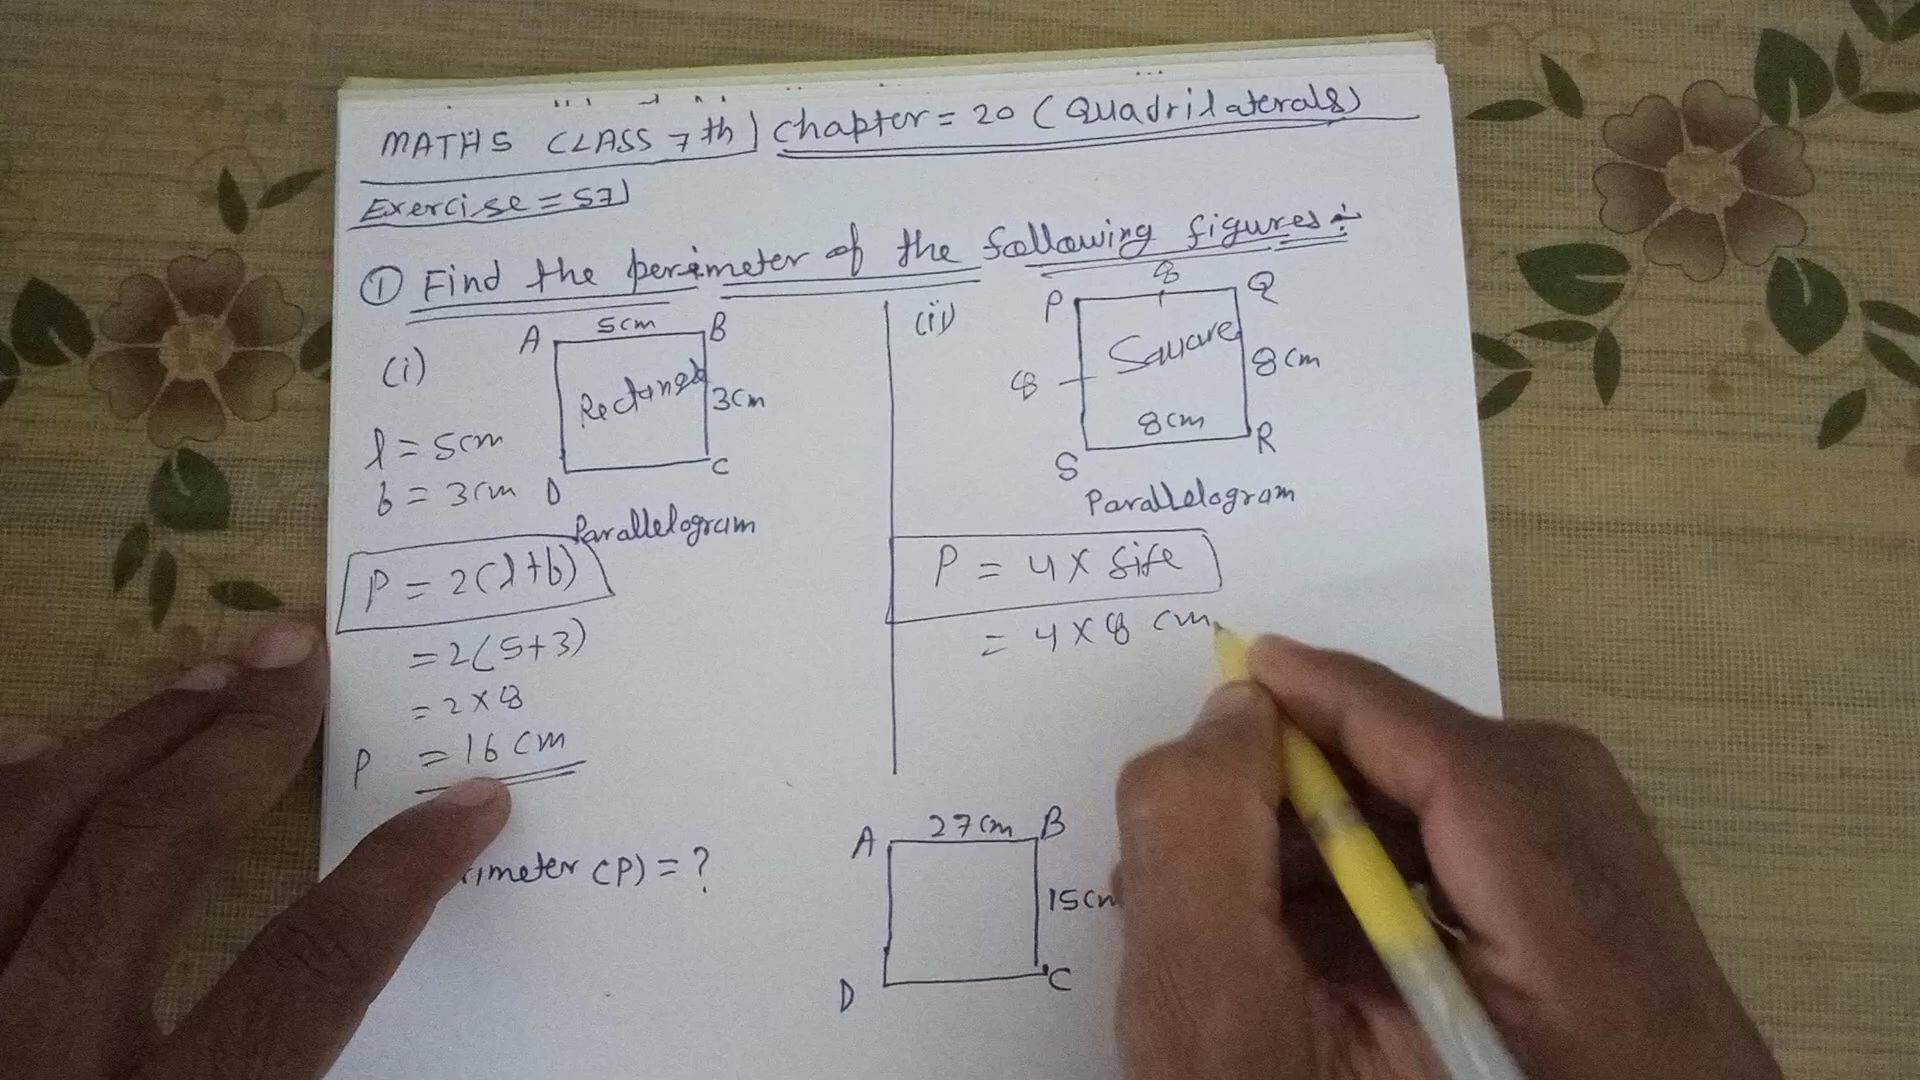 MATHS CLASS 7th | Chapter = 20 (Quadrilaterals)
Exercise = 57
① Find the perimeter of the following figures :-
(i)
A 5cm B
Rectangle
3cm
l = 5cm
b = 3cm
D C
Parallelogram
P = 2(l+b)
= 2(5+3)
= 2 × 8
P = 16 cm
(ii)
P 8 Q
Square
8
8cm
8cm
S R
Parallelogram
P = 4 × side
= 4 × 8 cm
rimeter (P) = ?
A 27cm B
15cm
D C